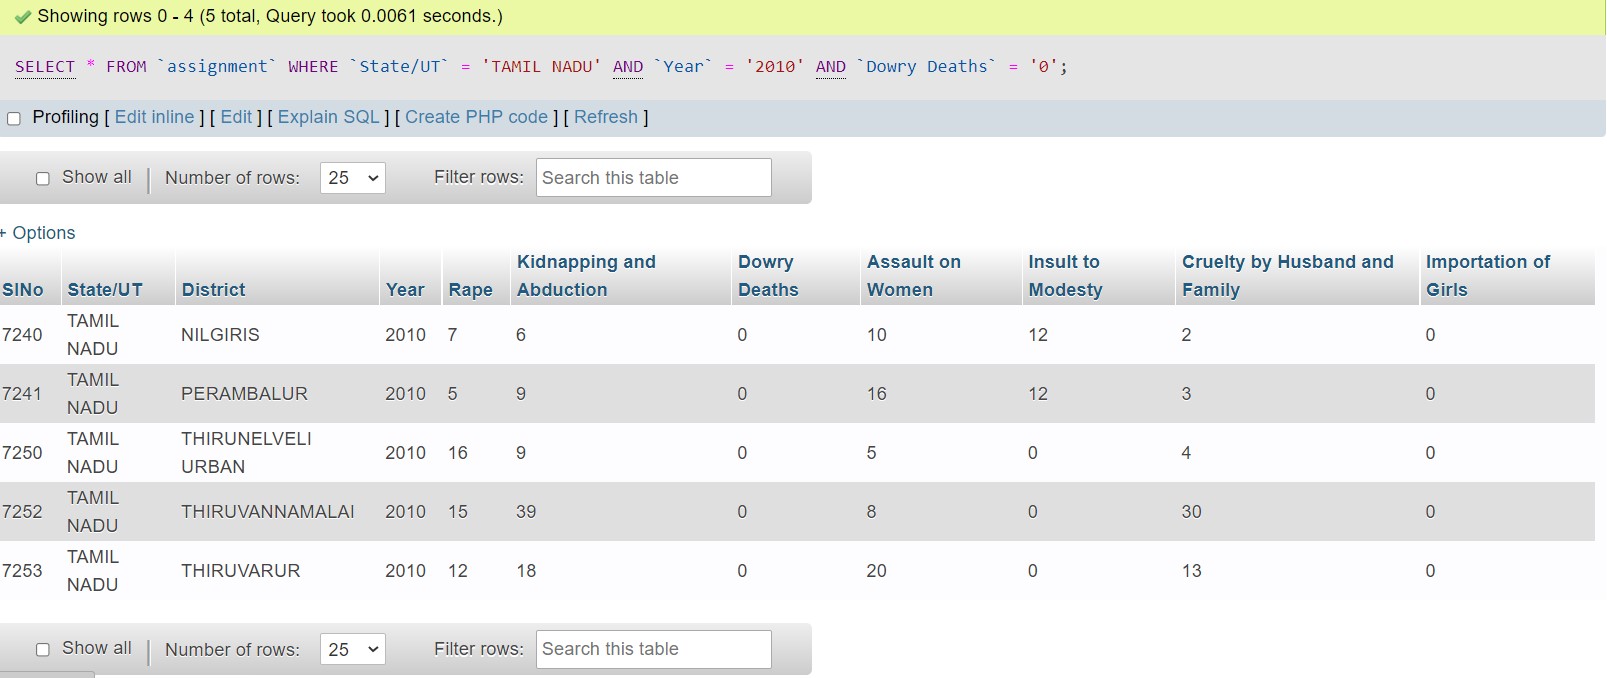 Showing rows 0 - 4 (5 total, Query took 0.0061 seconds.)
SELECT * FROM `assignment` WHERE `State/UT` = 'TAMIL NADU' AND `Year` = '2010' AND `Dowry Deaths` = '0';
Profiling [ Edit inline ] [ Edit ] [ Explain SQL ] [ Create PHP code ] [ Refresh ]
Show all Number of rows: 25 Filter rows: Search this table
+ Options
SlNo State/UT District Year Rape Kidnapping and Abduction Dowry Deaths Assault on Women Insult to Modesty Cruelty by Husband and Family Importation of Girls
7240 TAMIL NADU NILGIRIS 2010 7 6 0 10 12 2 0
7241 TAMIL NADU PERAMBALUR 2010 5 9 0 16 12 3 0
7250 TAMIL NADU THIRUNELVELI URBAN 2010 16 9 0 5 0 4 0
7252 TAMIL NADU THIRUVANNAMALAI 2010 15 39 0 8 0 30 0
7253 TAMIL NADU THIRUVARUR 2010 12 18 0 20 0 13 0
Show all Number of rows: 25 Filter rows: Search this table